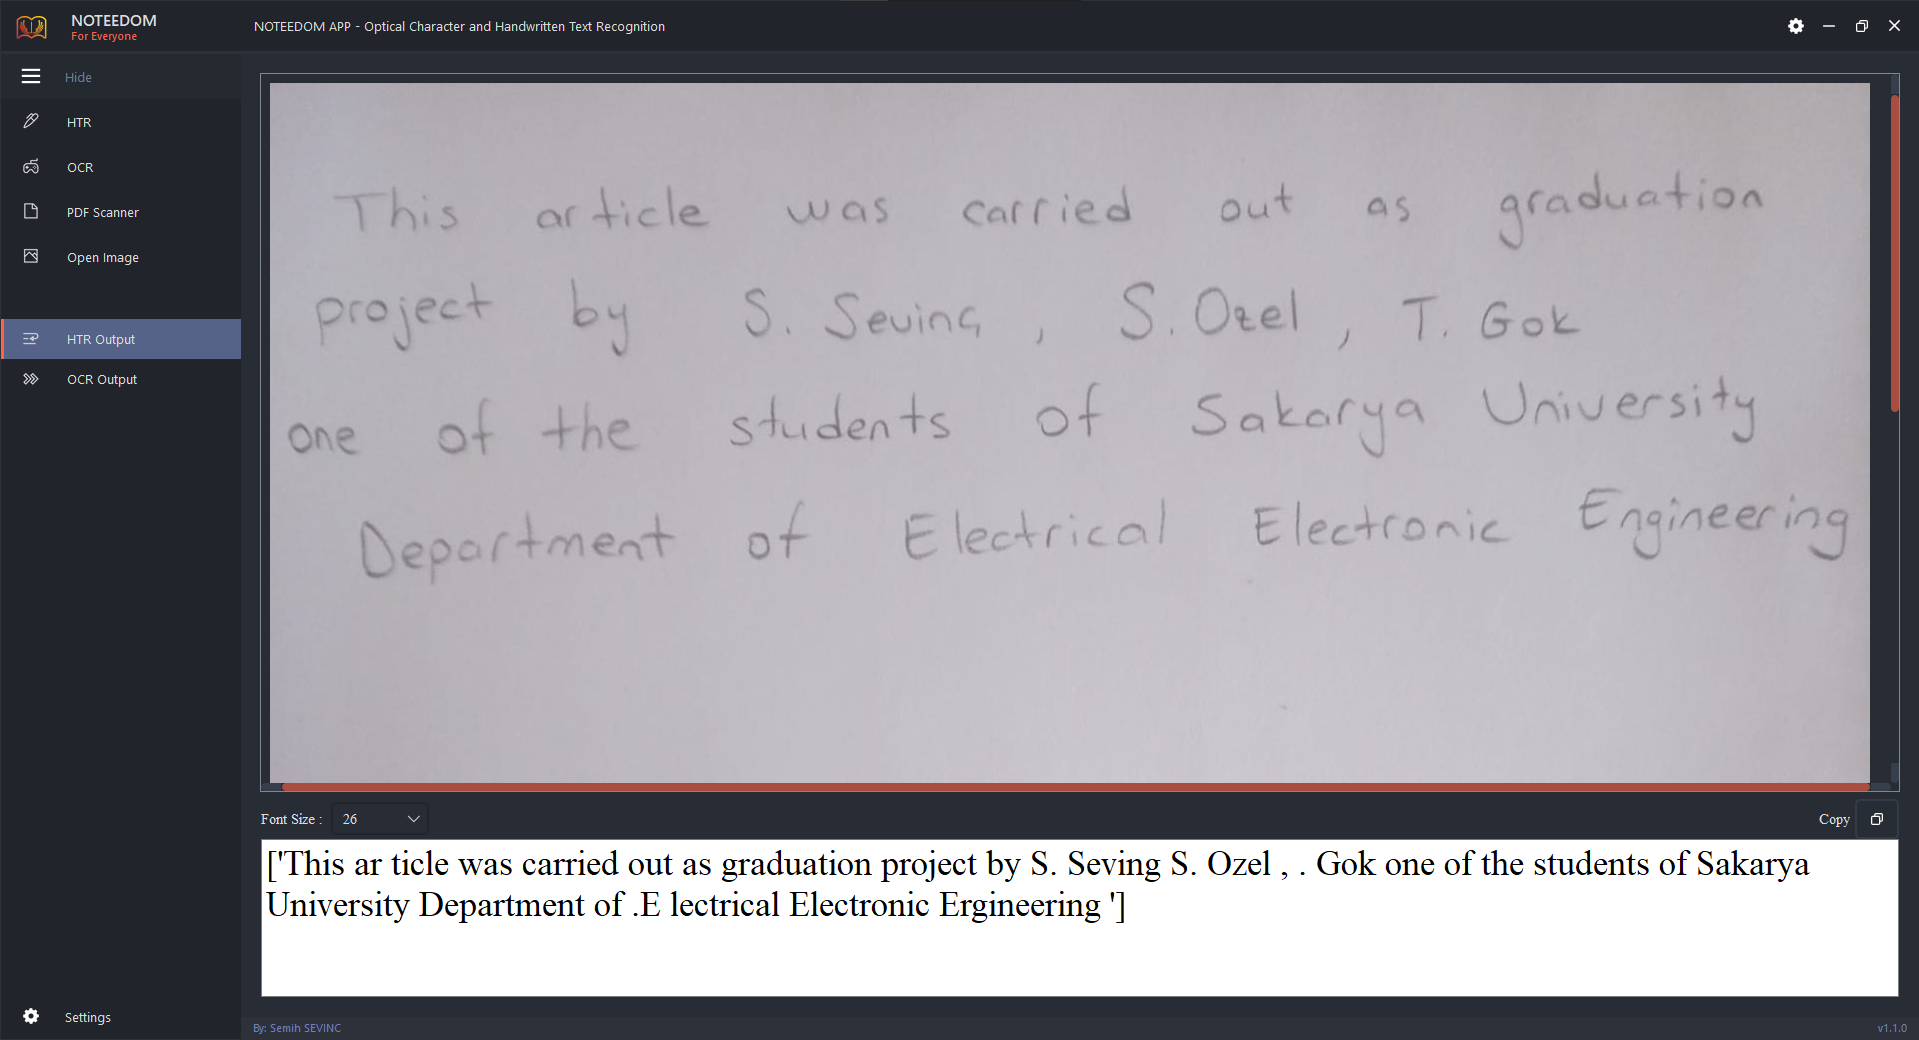 NOTEEDOM
For Everyone
NOTEEDOM APP - Optical Character and Handwritten Text Recognition
Hide
HTR
OCR
PDF Scanner
Open Image
HTR Output
OCR Output
Settings
This article was carried out as graduation
project by S. Sevinç , S. Ozel , T. Gok
one of the students of Sakarya University
Department of Electrical Electronic Engineering
Font Size : 26
Copy
['This ar ticle was carried out as graduation project by S. Seving S. Ozel , . Gok one of the students of Sakarya
University Department of .E lectrical Electronic Ergineering ']
By: Semih SEVINC
v1.1.0